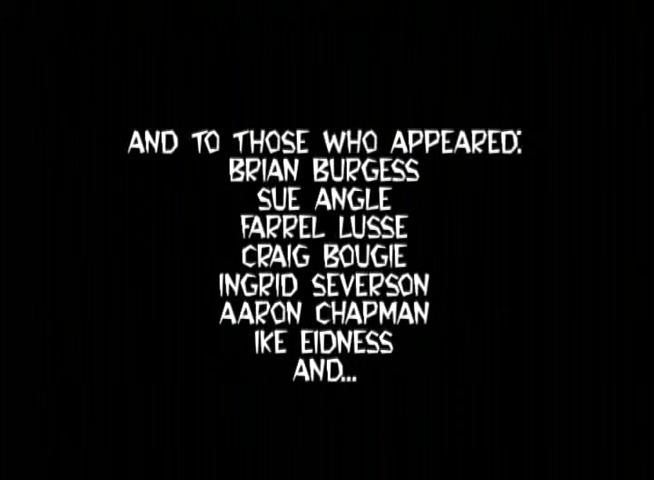 AND TO THOSE WHO APPEARED:
BRIAN BURGESS
SUE ANGLE
FARREL LUSSE
CRAIG BOUGIE
INGRID SEVERSON
AARON CHAPMAN
IKE EIDNESS
AND...